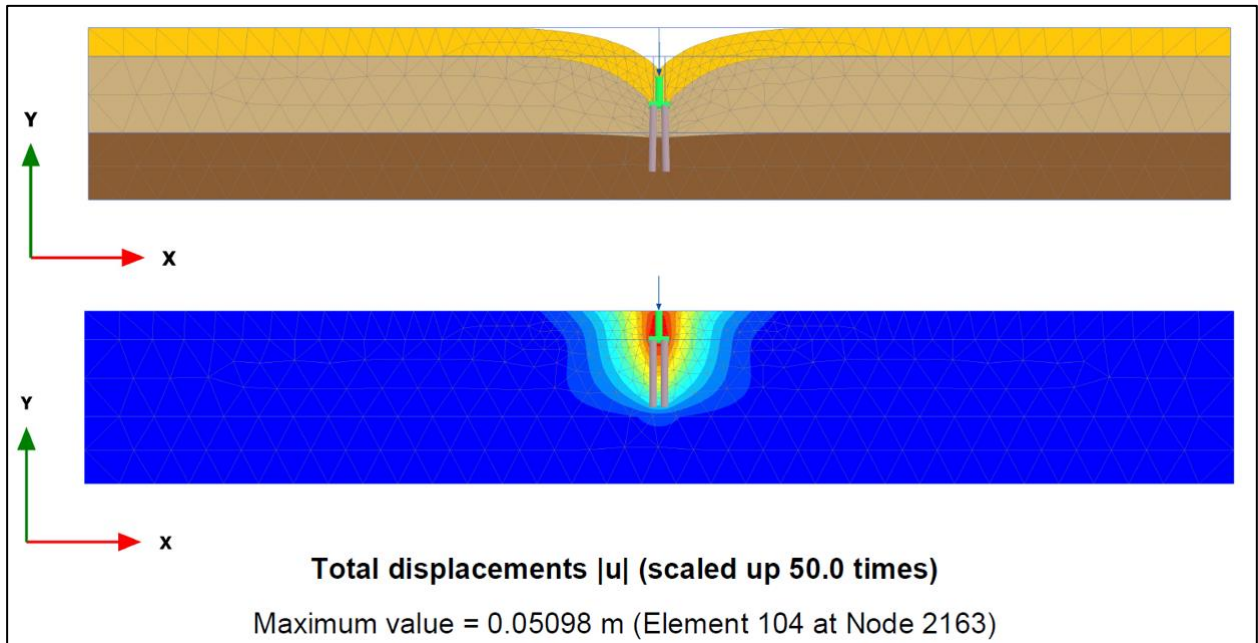 Y
X
Y
X
Total displacements |u| (scaled up 50.0 times)
Maximum value = 0.05098 m (Element 104 at Node 2163)